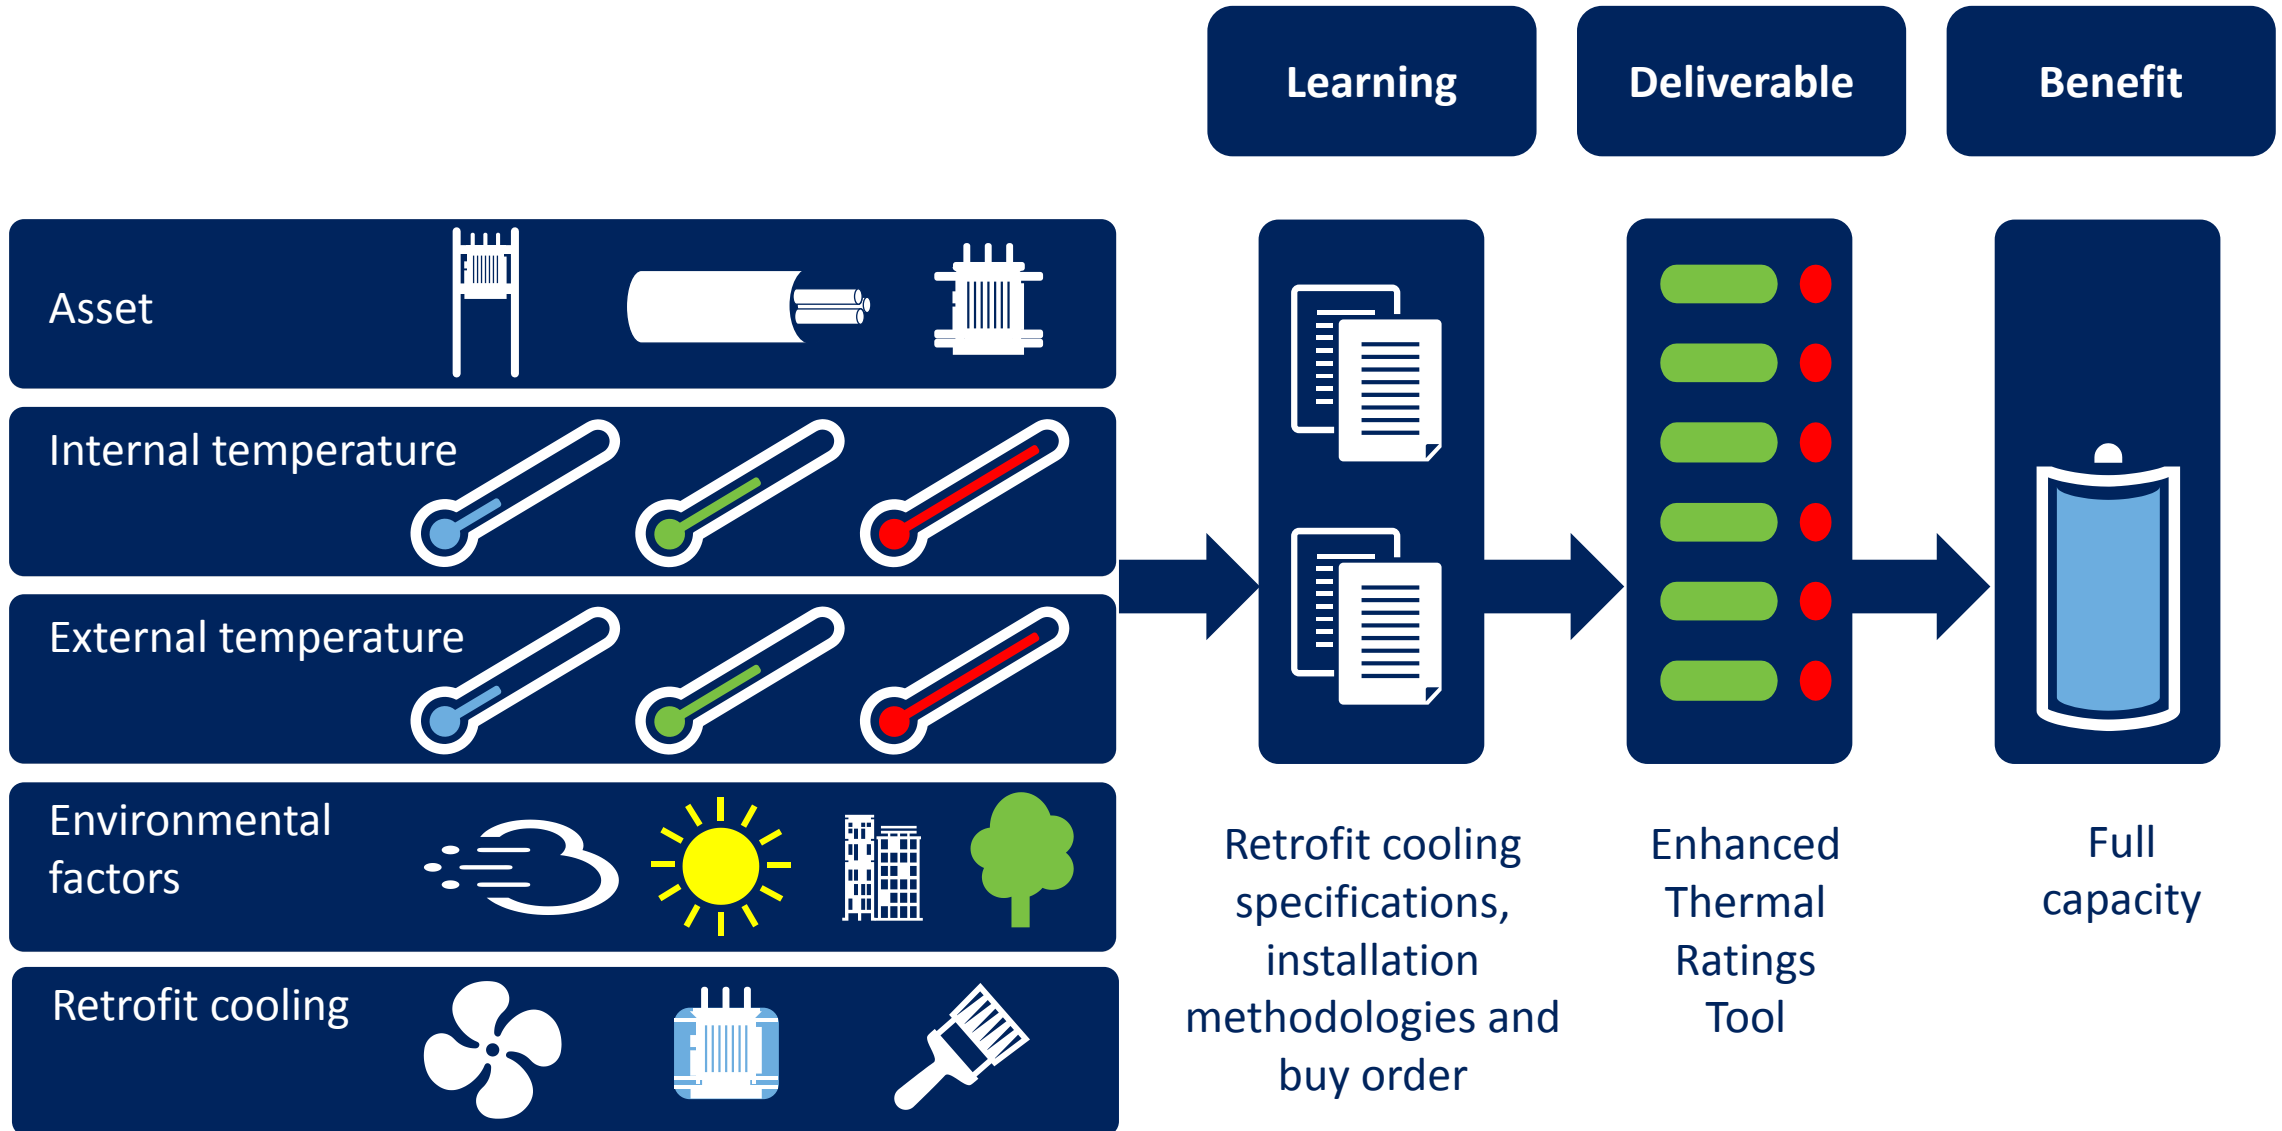 Learning
Deliverable
Benefit
Asset
Internal temperature
External temperature
Environmental
factors
Retrofit cooling
Retrofit cooling
specifications,
installation
methodologies and
buy order
Enhanced
Thermal
Ratings
Tool
Full
capacity